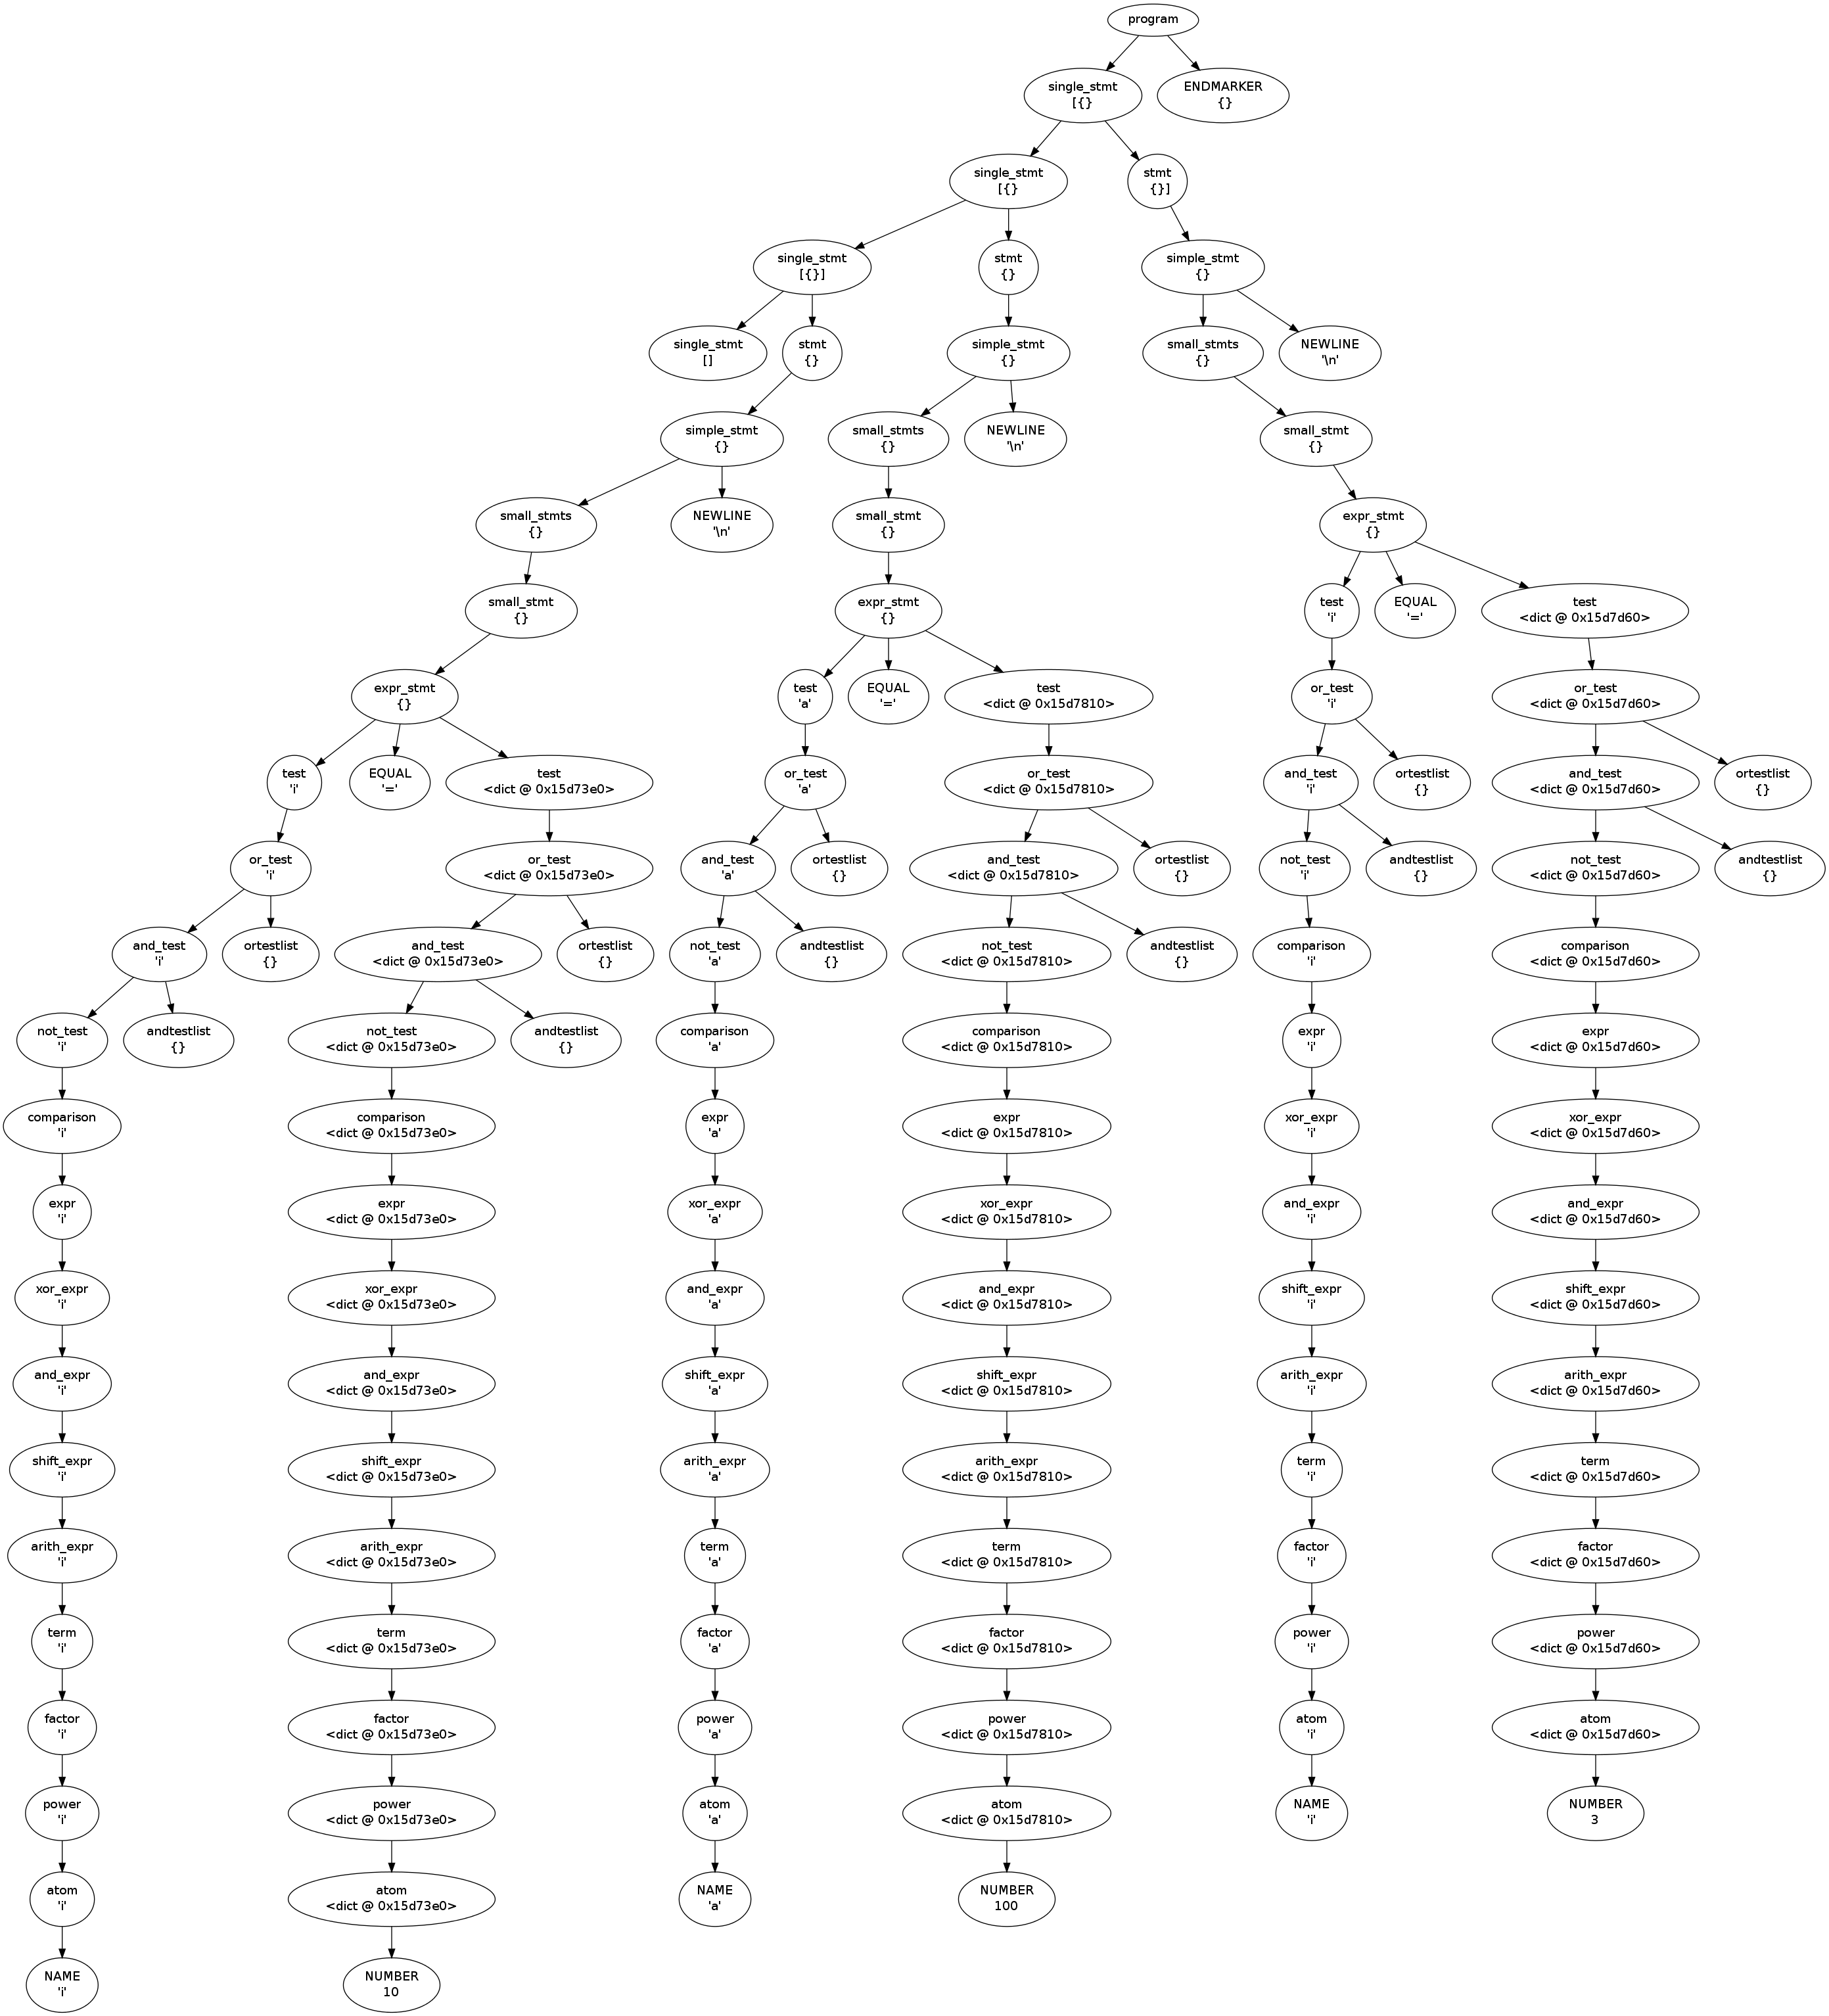 program
single_stmt
[{}
ENDMARKER
{}
single_stmt
[{}
stmt
{}]
single_stmt
[{}]
stmt
{}
simple_stmt
{}
single_stmt
[]
stmt
{}
simple_stmt
{}
small_stmts
{}
NEWLINE
'\n'
simple_stmt
{}
small_stmts
{}
NEWLINE
'\n'
small_stmt
{}
small_stmts
{}
NEWLINE
'\n'
small_stmt
{}
expr_stmt
{}
small_stmt
{}
expr_stmt
{}
test
'i'
EQUAL
'='
test
<dict @ 0x15d7d60>
expr_stmt
{}
test
'a'
EQUAL
'='
test
<dict @ 0x15d7810>
or_test
'i'
or_test
<dict @ 0x15d7d60>
test
'i'
EQUAL
'='
test
<dict @ 0x15d73e0>
or_test
'a'
or_test
<dict @ 0x15d7810>
and_test
'i'
ortestlist
{}
and_test
<dict @ 0x15d7d60>
ortestlist
{}
or_test
'i'
or_test
<dict @ 0x15d73e0>
and_test
'a'
ortestlist
{}
and_test
<dict @ 0x15d7810>
ortestlist
{}
not_test
'i'
andtestlist
{}
not_test
<dict @ 0x15d7d60>
andtestlist
{}
and_test
'i'
ortestlist
{}
and_test
<dict @ 0x15d73e0>
ortestlist
{}
not_test
'a'
andtestlist
{}
not_test
<dict @ 0x15d7810>
andtestlist
{}
comparison
'i'
comparison
<dict @ 0x15d7d60>
not_test
'i'
andtestlist
{}
not_test
<dict @ 0x15d73e0>
andtestlist
{}
comparison
'a'
comparison
<dict @ 0x15d7810>
expr
'i'
expr
<dict @ 0x15d7d60>
comparison
'i'
comparison
<dict @ 0x15d73e0>
expr
'a'
expr
<dict @ 0x15d7810>
xor_expr
'i'
xor_expr
<dict @ 0x15d7d60>
expr
'i'
expr
<dict @ 0x15d73e0>
xor_expr
'a'
xor_expr
<dict @ 0x15d7810>
and_expr
'i'
and_expr
<dict @ 0x15d7d60>
xor_expr
'i'
xor_expr
<dict @ 0x15d73e0>
and_expr
'a'
and_expr
<dict @ 0x15d7810>
shift_expr
'i'
shift_expr
<dict @ 0x15d7d60>
and_expr
'i'
and_expr
<dict @ 0x15d73e0>
shift_expr
'a'
shift_expr
<dict @ 0x15d7810>
arith_expr
'i'
arith_expr
<dict @ 0x15d7d60>
shift_expr
'i'
shift_expr
<dict @ 0x15d73e0>
arith_expr
'a'
arith_expr
<dict @ 0x15d7810>
term
'i'
term
<dict @ 0x15d7d60>
arith_expr
'i'
arith_expr
<dict @ 0x15d73e0>
term
'a'
term
<dict @ 0x15d7810>
factor
'i'
factor
<dict @ 0x15d7d60>
term
'i'
term
<dict @ 0x15d73e0>
factor
'a'
factor
<dict @ 0x15d7810>
power
'i'
power
<dict @ 0x15d7d60>
factor
'i'
factor
<dict @ 0x15d73e0>
power
'a'
power
<dict @ 0x15d7810>
atom
'i'
atom
<dict @ 0x15d7d60>
power
'i'
power
<dict @ 0x15d73e0>
atom
'a'
atom
<dict @ 0x15d7810>
NAME
'i'
NUMBER
3
atom
'i'
atom
<dict @ 0x15d73e0>
NAME
'a'
NUMBER
100
NAME
'i'
NUMBER
10